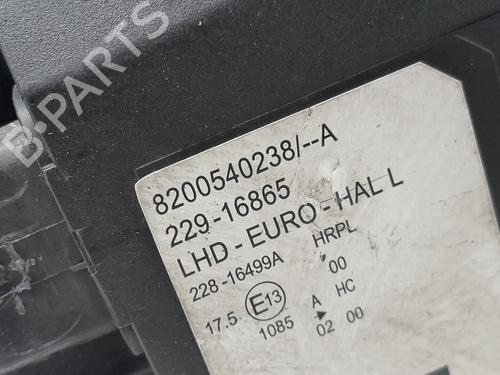 B-PARTS
8200540238/--A
229-16865
LHD - EURO - HAL L
228-16499A HRPL
00
17.5 E13 A HC
1085 02 00